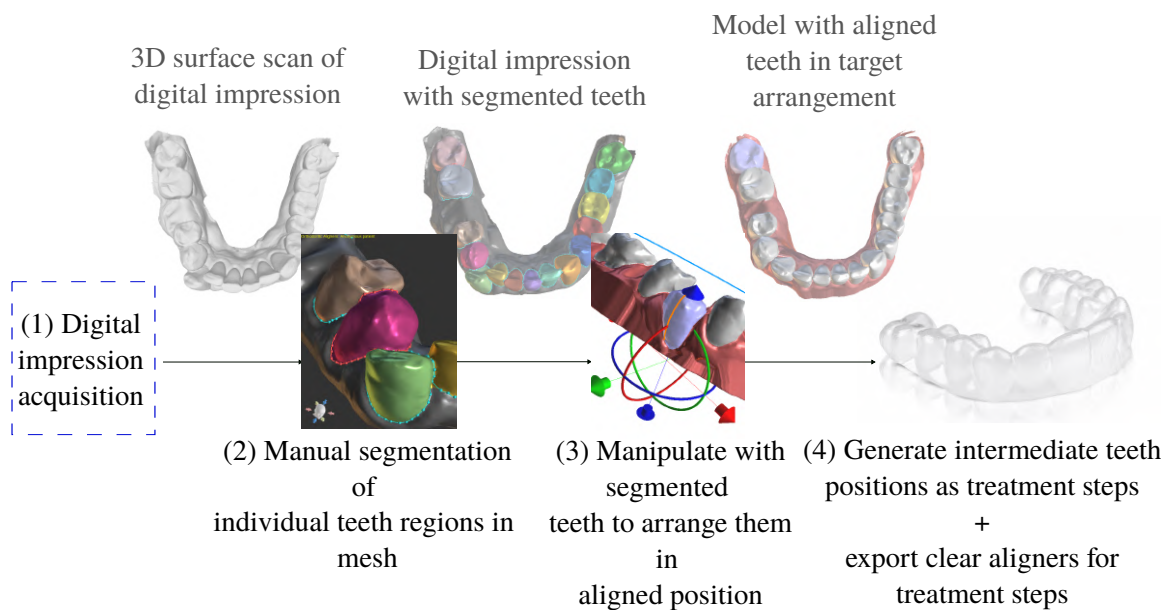 3D surface scan of
digital impression
Digital impression
with segmented teeth
Model with aligned
teeth in target
arrangement
(1) Digital
impression
acquisition
(2) Manual segmentation
of
individual teeth regions in
mesh
(3) Manipulate with
segmented
teeth to arrange them
in
aligned position
(4) Generate intermediate teeth
positions as treatment steps
+
export clear aligners for
treatment steps